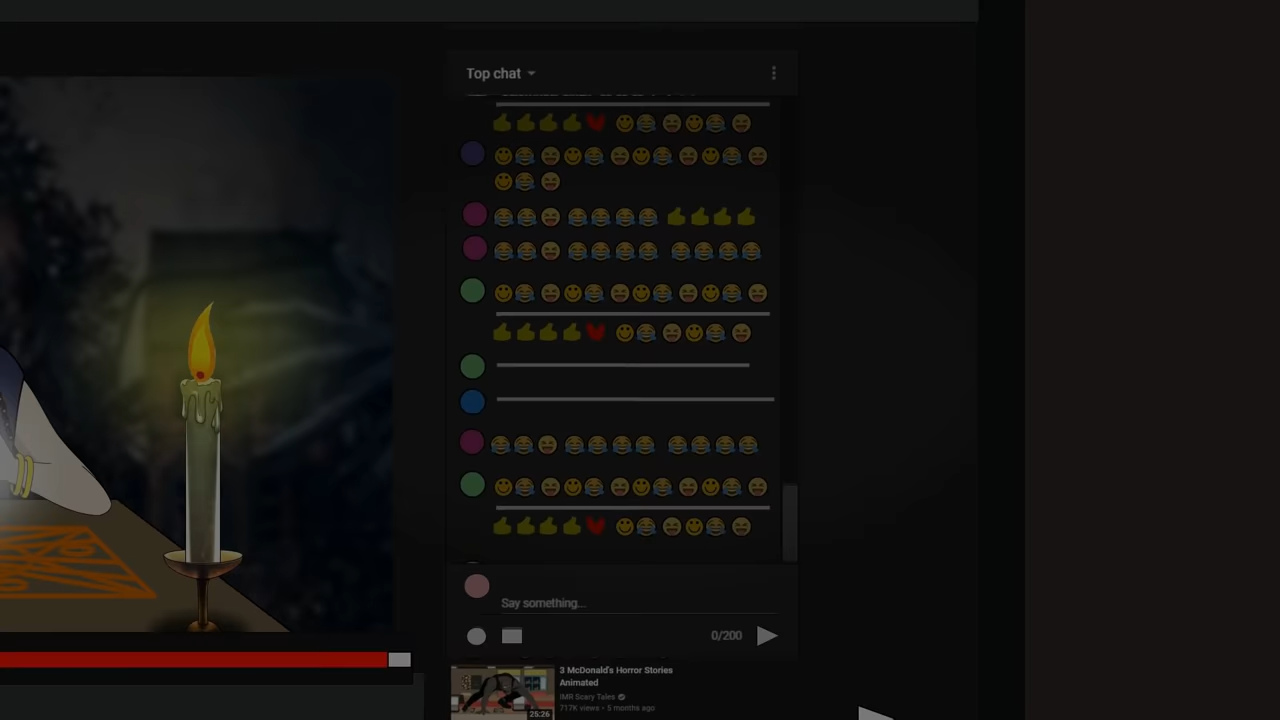 Top chat
Say something...
0/200
3 McDonald's Horror Stories
Animated
IMR Scary Tales
717K views • 5 months ago
25:26